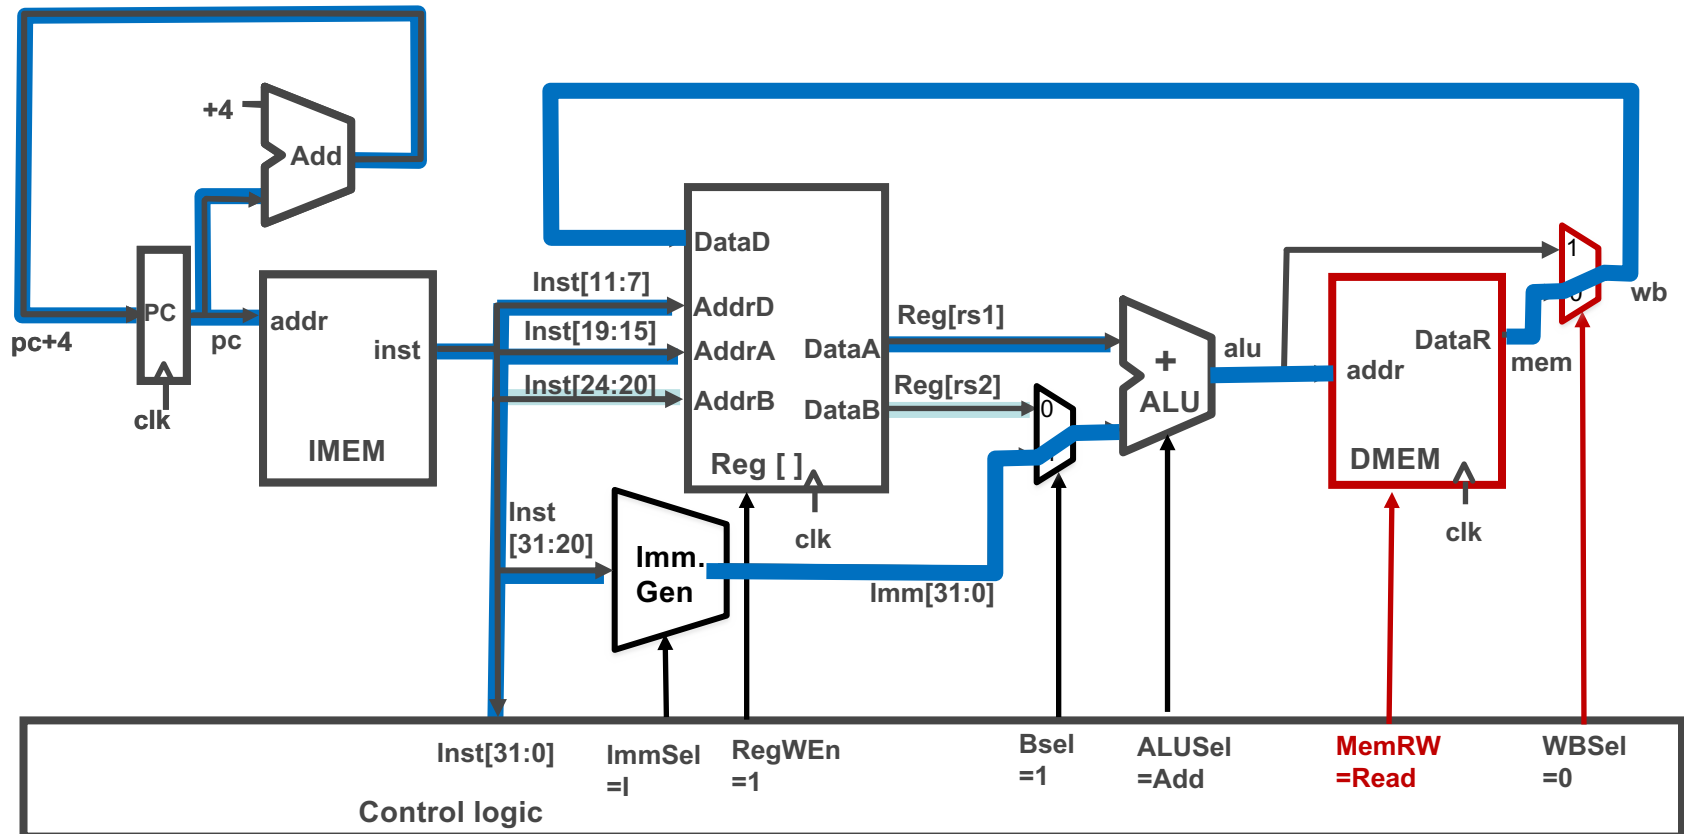 +4
Add
PC
pc+4
pc
clk
addr
inst
IMEM
Inst[11:7]
Inst[19:15]
Inst[24:20]
DataD
AddrD
AddrA
AddrB
DataA
DataB
Reg [ ]
clk
Reg[rs1]
Reg[rs2]
0
+
ALU
alu
addr
DataR
DMEM
clk
mem
1
0
wb
Inst
[31:20]
Imm.
Gen
Imm[31:0]
Inst[31:0]
ImmSel
=I
RegWEn
=1
Bsel
=1
ALUSel
=Add
MemRW
=Read
WBSel
=0
Control logic